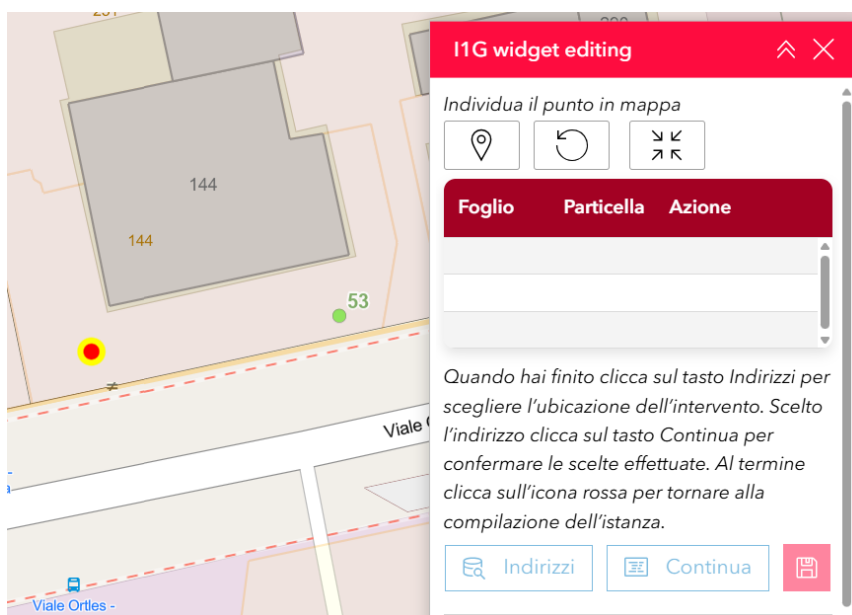 I1G widget editing
Individua il punto in mappa
Foglio Particella Azione
144
144
53
Viale
Viale Ortles -
Quando hai finito clicca sul tasto Indirizzi per
scegliere l'ubicazione dell'intervento. Scelto
l'indirizzo clicca sul tasto Continua per
confermare le scelte effettuate. Al termine
clicca sull'icona rossa per tornare alla
compilazione dell'istanza.
Indirizzi Continua